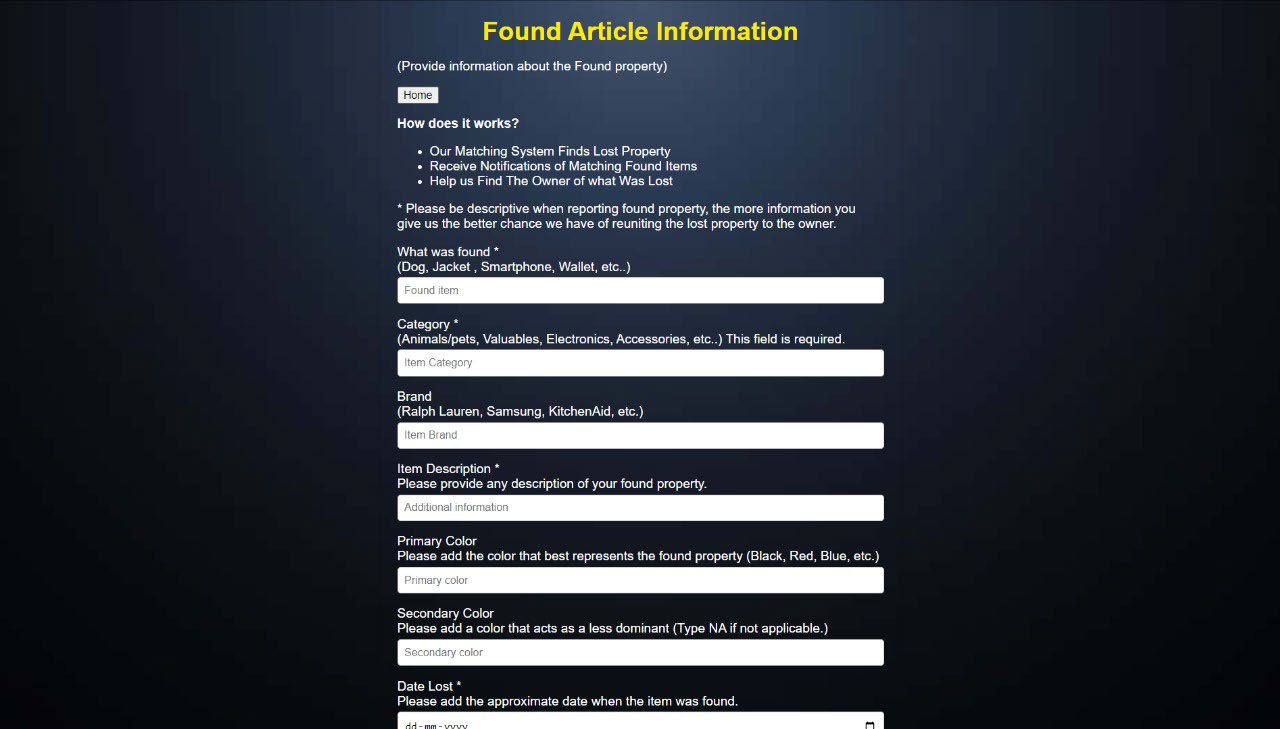 Found Article Information
(Provide information about the Found property)
Home
How does it works?
• Our Matching System Finds Lost Property
• Receive Notifications of Matching Found Items
• Help us Find The Owner of what Was Lost
* Please be descriptive when reporting found property, the more information you
give us the better chance we have of reuniting the lost property to the owner.
What was found *
(Dog, Jacket , Smartphone, Wallet, etc..)
Found item
Category *
(Animals/pets, Valuables, Electronics, Accessories, etc..) This field is required.
Item Category
Brand
(Ralph Lauren, Samsung, KitchenAid, etc.)
Item Brand
Item Description *
Please provide any description of your found property.
Additional information
Primary Color
Please add the color that best represents the found property (Black, Red, Blue, etc.)
Primary color
Secondary Color
Please add a color that acts as a less dominant (Type NA if not applicable.)
Secondary color
Date Lost *
Please add the approximate date when the item was found.
dd-mm-yyyy